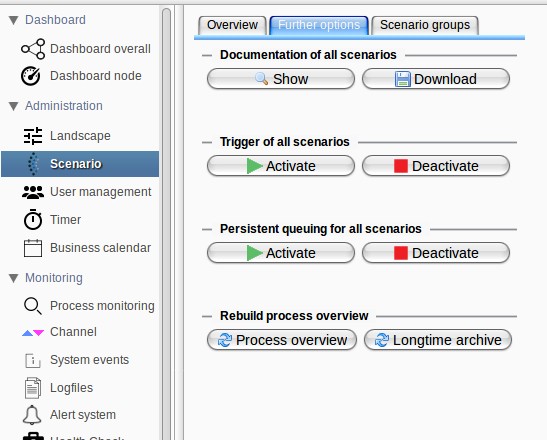 Dashboard
Dashboard overall
Dashboard node
Administration
Landscape
Scenario
User management
Timer
Business calendar
Monitoring
Process monitoring
Channel
System events
Logfiles
Alert system
Health Check
Overview
Further options
Scenario groups
Documentation of all scenarios
Show
Download
Trigger of all scenarios
Activate
Deactivate
Persistent queuing for all scenarios
Activate
Deactivate
Rebuild process overview
Process overview
Longtime archive